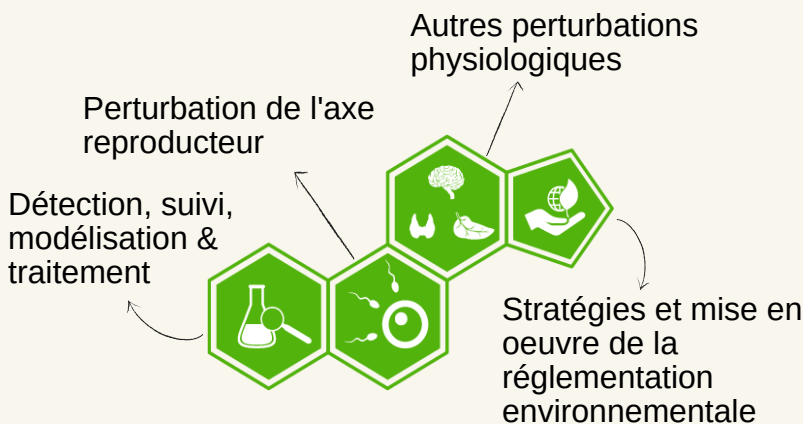 Autres perturbations
physiologiques
Perturbation de l'axe
reproducteur
Détection, suivi,
modélisation &
traitement
Stratégies et mise en
oeuvre de la
réglementation
environnementale